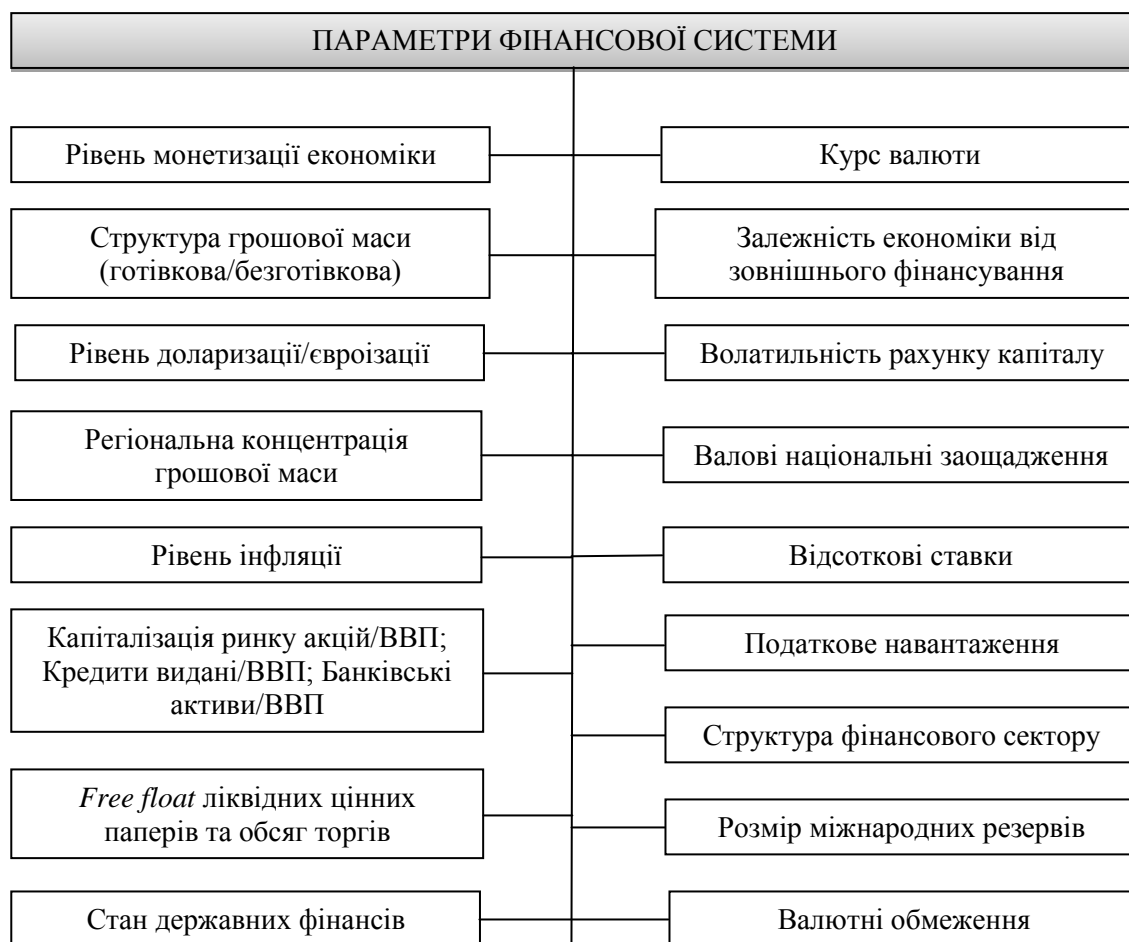 ПАРАМЕТРИ ФІНАНСОВОЇ СИСТЕМИ
Рівень монетизації економіки
Структура грошової маси
(готівкова/безготівкова)
Рівень доларизації/євроізації
Регіональна концентрація
грошової маси
Рівень інфляції
Капіталізація ринку акцій/ВВП;
Кредити видані/ВВП; Банківські
активи/ВВП
Free float ліквідних цінних
паперів та обсяг торгів
Стан державних фінансів
Курс валюти
Залежність економіки від
зовнішнього фінансування
Волатильність рахунку капіталу
Валові національні заощадження
Відсоткові ставки
Податкове навантаження
Структура фінансового сектору
Розмір міжнародних резервів
Валютні обмеження